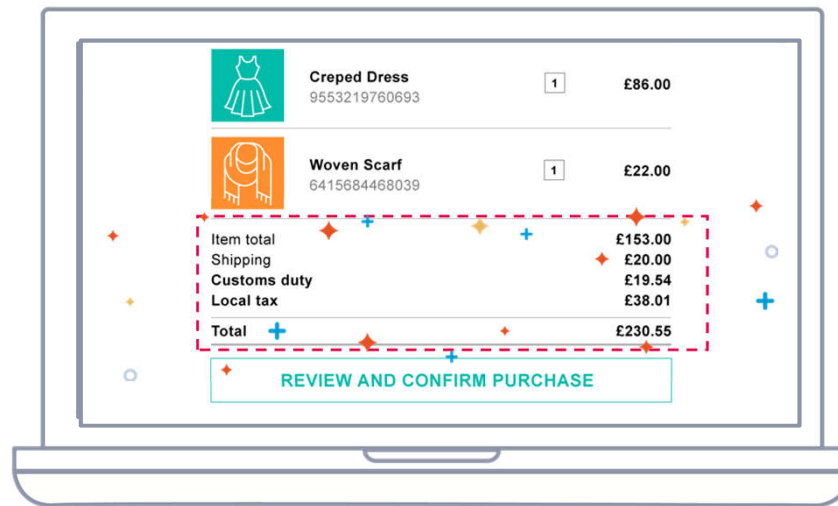 Creped Dress 1 £86.00
9553219760693
Woven Scarf 1 £22.00
6415684468039
Item total £153.00
Shipping £20.00
Customs duty £19.54
Local tax £38.01
Total £230.55
REVIEW AND CONFIRM PURCHASE